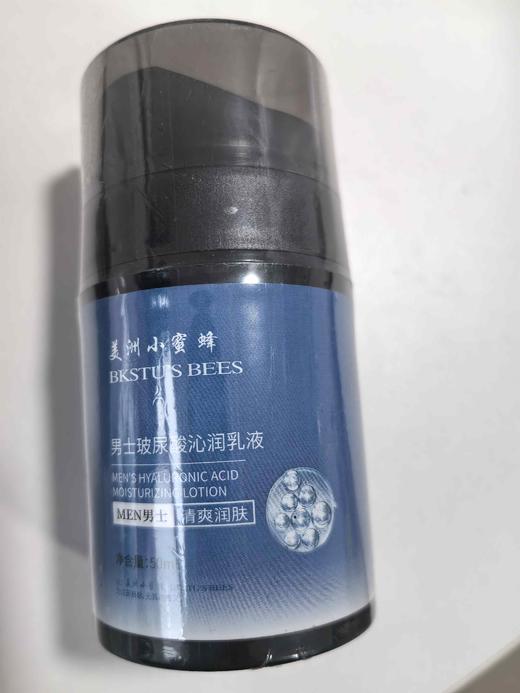 美洲小蜜蜂
BKSTU'S BEES
男士玻尿酸沁润乳液
MEN'S HYALURONIC ACID
MOISTURIZING LOTION
MEN男士 清爽润肤
净含量:50ml